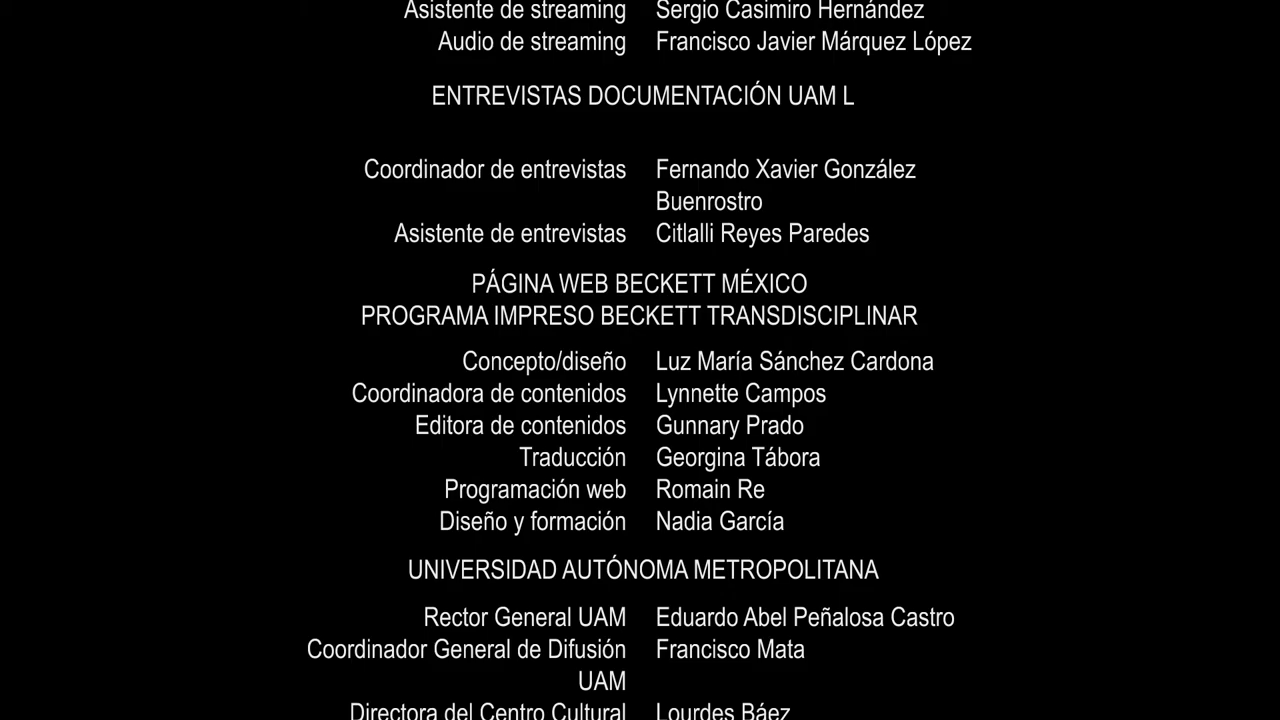 Asistente de streaming Sergio Casimiro Hernández
Audio de streaming Francisco Javier Márquez López
ENTREVISTAS DOCUMENTACIÓN UAM L
Coordinador de entrevistas Fernando Xavier González
Buenrostro
Asistente de entrevistas Citlalli Reyes Paredes
PÁGINA WEB BECKETT MÉXICO
PROGRAMA IMPRESO BECKETT TRANSDISCIPLINAR
Concepto/diseño Luz María Sánchez Cardona
Coordinadora de contenidos Lynnette Campos
Editora de contenidos Gunnary Prado
Traducción Georgina Tábora
Programación web Romain Re
Diseño y formación Nadia García
UNIVERSIDAD AUTÓNOMA METROPOLITANA
Rector General UAM Eduardo Abel Peñalosa Castro
Coordinador General de Difusión Francisco Mata
UAM
Directora del Centro Cultural Lourdes Báez